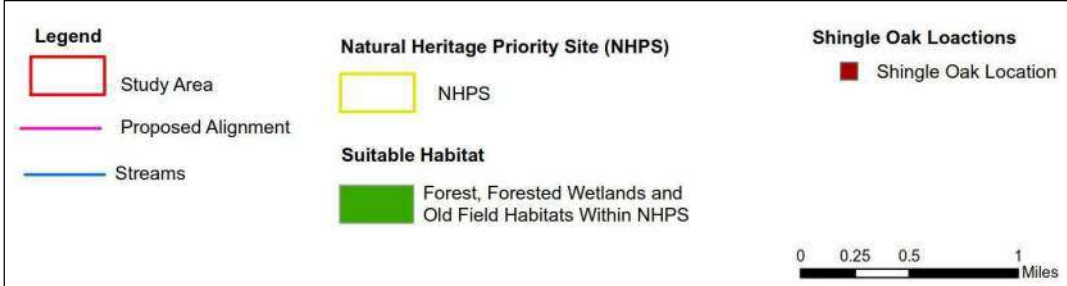 Legend
Study Area
Proposed Alignment
Streams
Natural Heritage Priority Site (NHPS)
NHPS
Suitable Habitat
Forest, Forested Wetlands and
Old Field Habitats Within NHPS
Shingle Oak Loactions
Shingle Oak Location
0 0.25 0.5 1
Miles